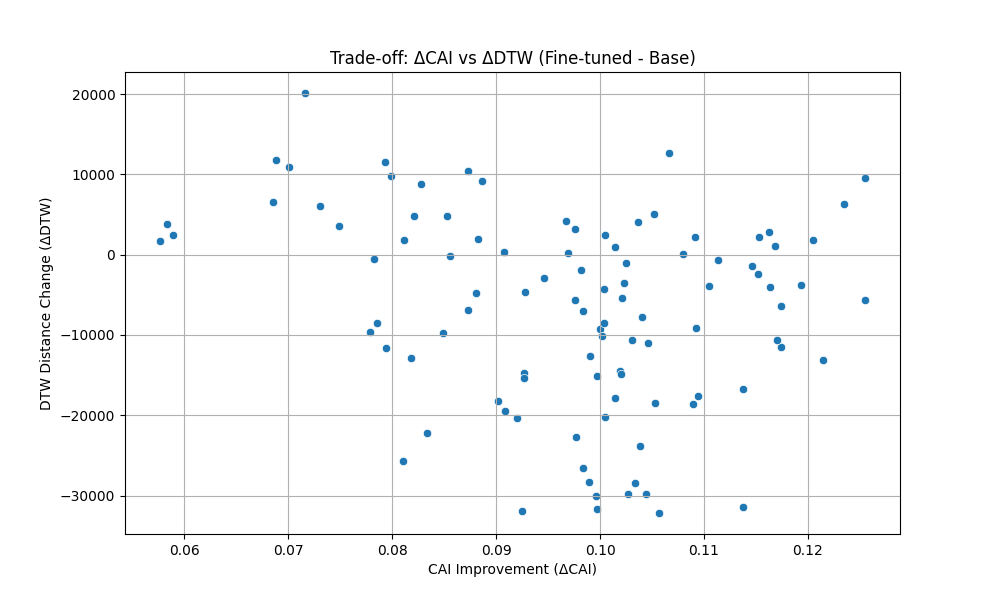 Trade-off: ΔCAI vs ΔDTW (Fine-tuned - Base)
DTW Distance Change (ΔDTW)
20000
10000
0
−10000
−20000
−30000
0.06 0.07 0.08 0.09 0.10 0.11 0.12
CAI Improvement (ΔCAI)